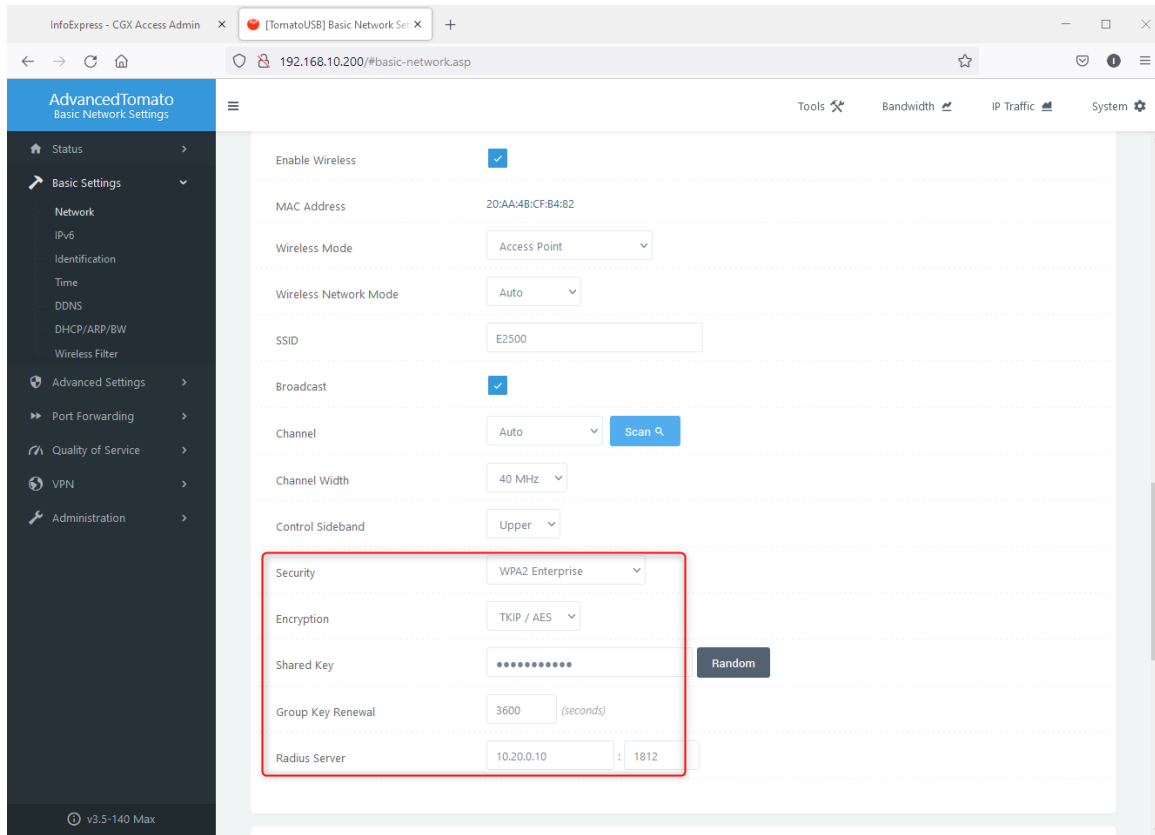 InfoExpress - CGX Access Admin
[TomatoUSB] Basic Network Set
192.168.10.200/#basic-network.asp
AdvancedTomato
Basic Network Settings
Tools
Bandwidth
IP Traffic
System
Status
Basic Settings
Network
IPv6
Identification
Time
DDNS
DHCP/ARP/BW
Wireless Filter
Advanced Settings
Port Forwarding
Quality of Service
VPN
Administration
v3.5-140 Max
Enable Wireless
MAC Address 20:AA:4B:CF:B4:82
Wireless Mode Access Point
Wireless Network Mode Auto
SSID E2500
Broadcast
Channel Auto Scan
Channel Width 40 MHz
Control Sideband Upper
Security WPA2 Enterprise
Encryption TKIP / AES
Shared Key ••••••••••• Random
Group Key Renewal 3600 (seconds)
Radius Server 10.20.0.10 : 1812